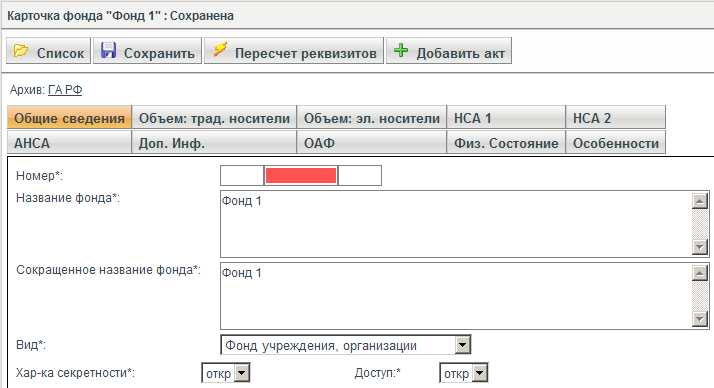 Карточка фонда "Фонд 1" : Сохранена
Список Сохранить Пересчет реквизитов Добавить акт
Архив: ГА РФ
Общие сведения Объем: трад. носители Объем: эл. носители НСА 1 НСА 2
АНСА Доп. Инф. ОАФ Физ. Состояние Особенности
Номер*:
Название фонда*: Фонд 1
Сокращенное название фонда*: Фонд 1
Вид*: Фонд учреждения, организации
Хар-ка секретности*: откр Доступ:* откр